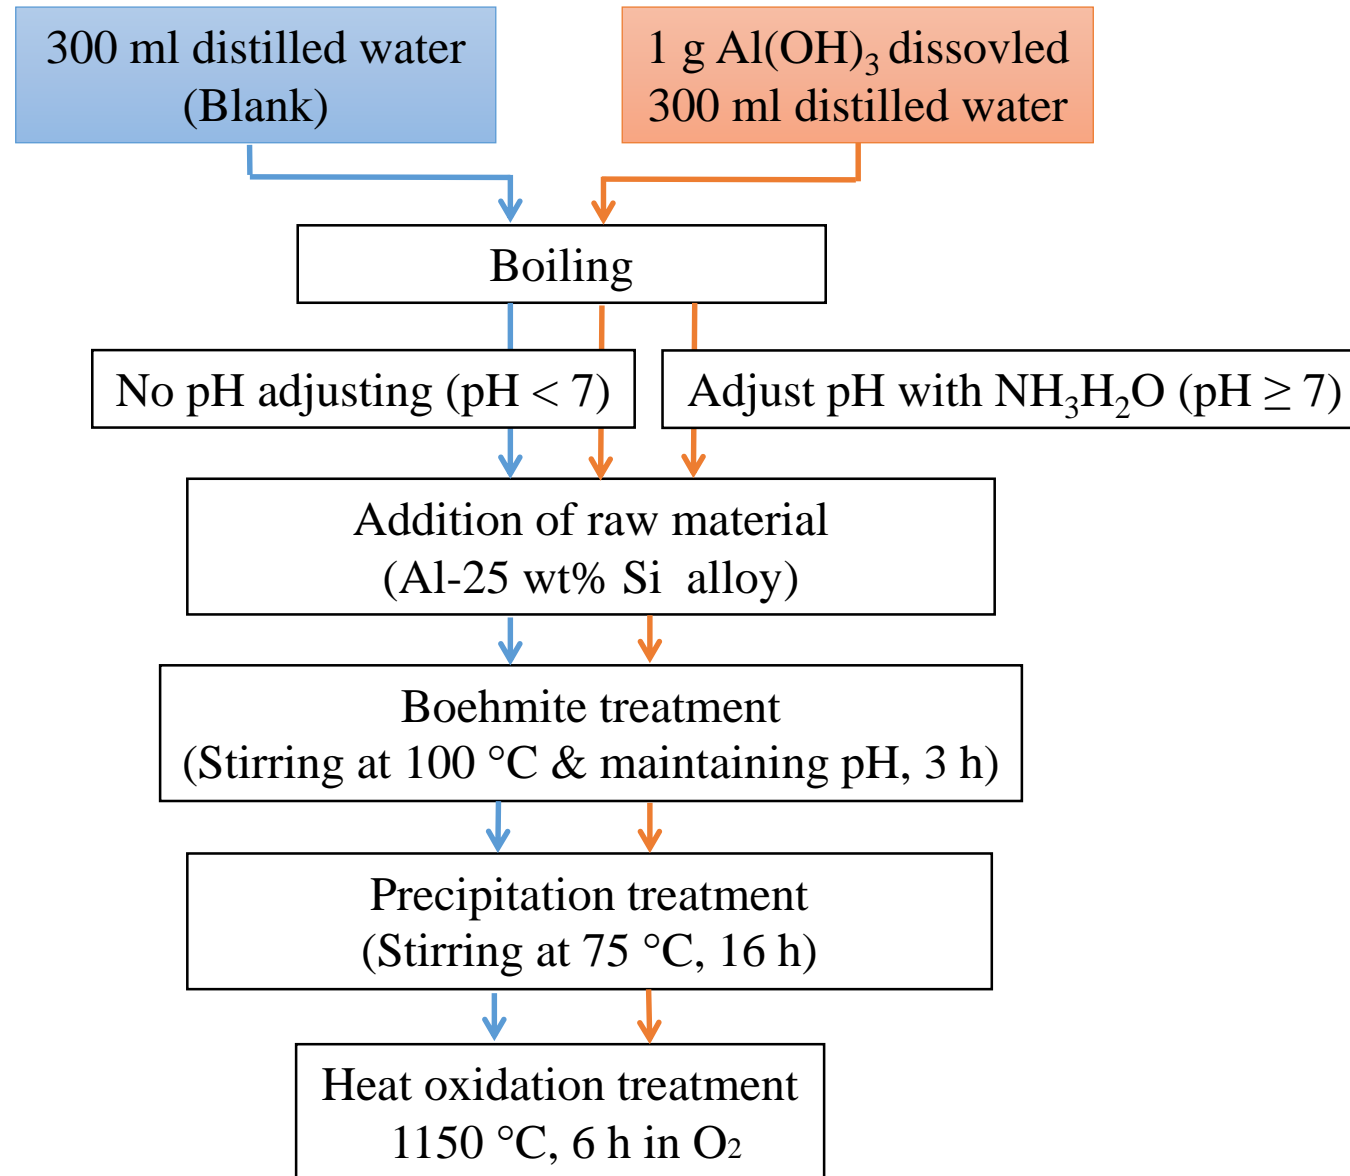 300 ml distilled water
(Blank)
1 g Al(OH)₃ dissovled
300 ml distilled water
Boiling
No pH adjusting (pH < 7)
Adjust pH with NH₃H₂O (pH ≥ 7)
Addition of raw material
(Al-25 wt% Si alloy)
Boehmite treatment
(Stirring at 100 °C & maintaining pH, 3 h)
Precipitation treatment
(Stirring at 75 °C, 16 h)
Heat oxidation treatment
1150 °C, 6 h in O₂